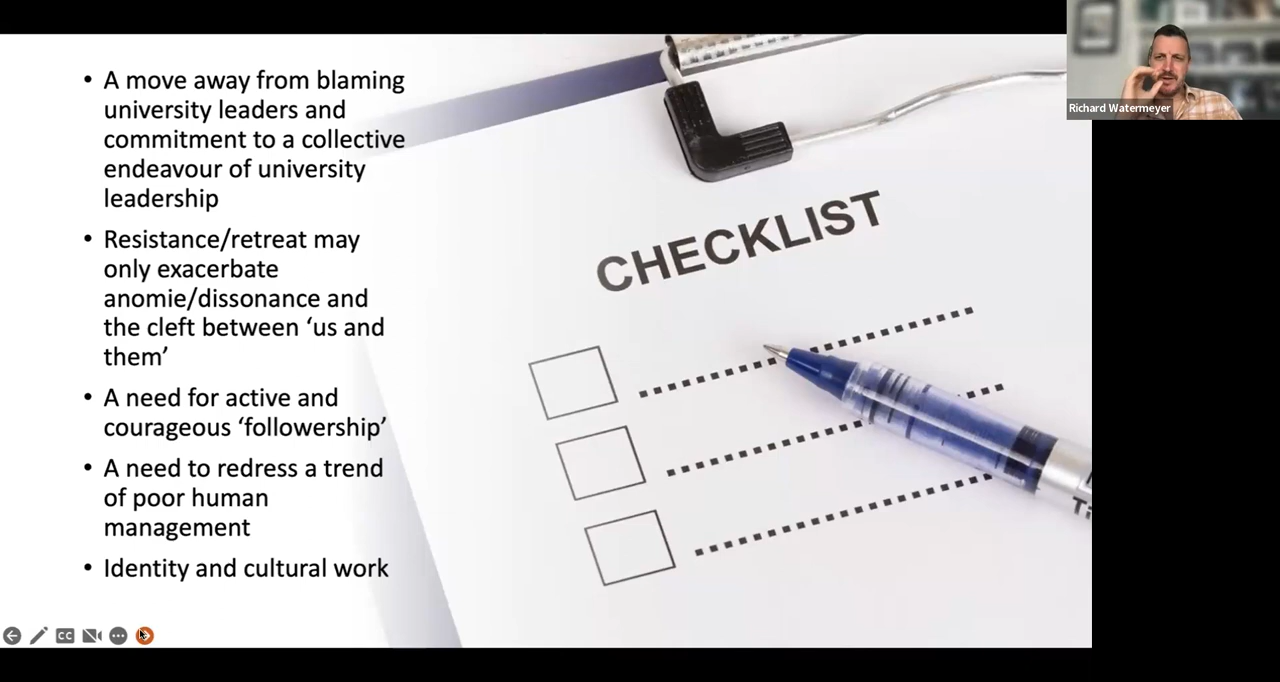 • A move away from blaming
university leaders and
commitment to a collective
endeavour of university
leadership
• Resistance/retreat may
only exacerbate
anomie/dissonance and
the cleft between ‘us and
them’
• A need for active and
courageous ‘followership’
• A need to redress a trend
of poor human
management
• Identity and cultural work
CHECKLIST
Richard Watermeyer
CC